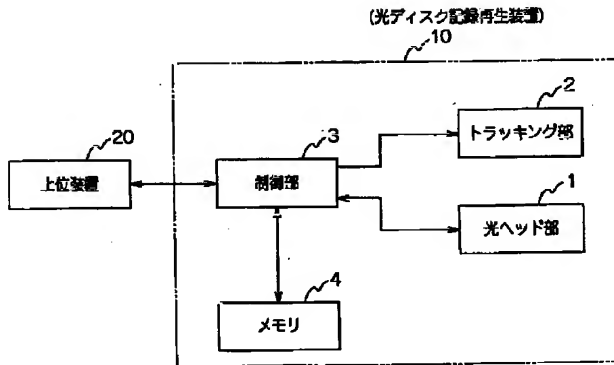 (光ディスク記録再生装置)
10
2
トラッキング部
20
3
上位装置
制御部
1
光ヘッド部
4
メモリ